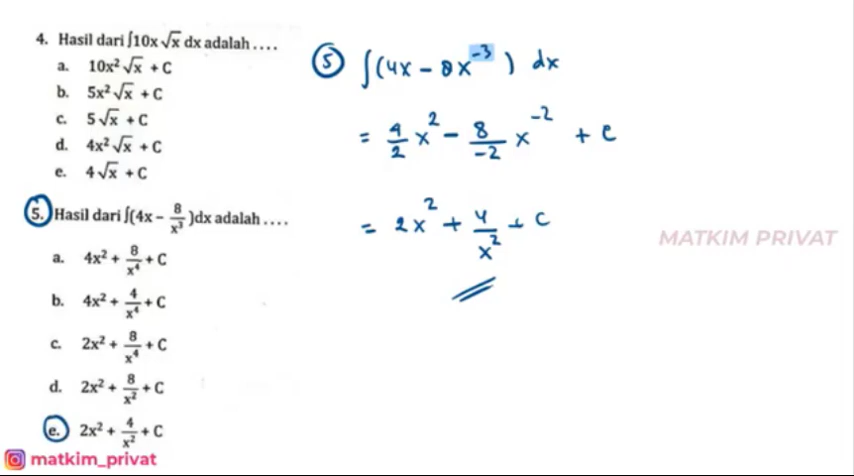 4. Hasil dari ∫10x √x dx adalah ....
a. 10x² √x + C
b. 5x² √x + C
c. 5 √x + C
d. 4x² √x + C
e. 4 √x + C
5. Hasil dari ∫(4x − 8/x³ )dx adalah ....
a. 4x² + 8/x⁴ + C
b. 4x² + 4/x⁴ + C
c. 2x² + 8/x⁴ + C
d. 2x² + 8/x² + C
e. 2x² + 4/x² + C
matkim_privat
5 ∫(4x − 8x⁻³ ) dx
= 4/2 x² − 8/-2 x⁻² + C
= 2x² + 4/x² + C
MATKIM PRIVAT